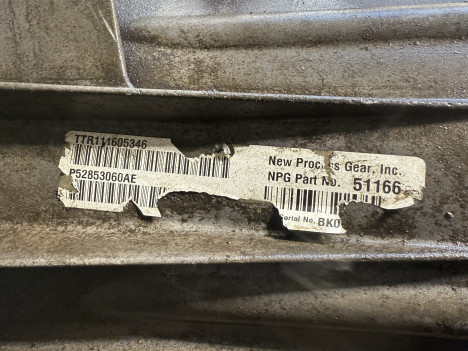 TTR111605346
P52853060AE
New Process Gear, Inc.
NPG Part No. 51166
Serial No. BK0